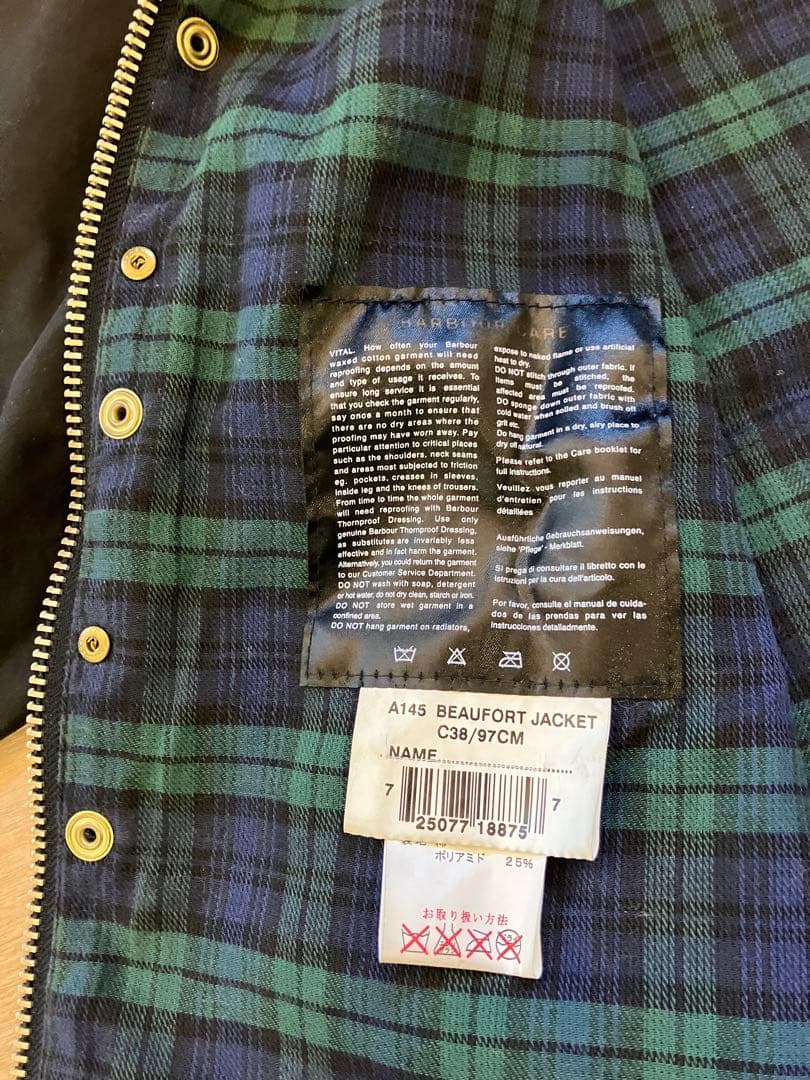 BARBOUR CARE
VITAL. How often your Barbour
waxed cotton garment will need
reproofing depends on the amount
and type of usage it receives. To
ensure long service it is essential
that you check the garment regularly,
say once a month to ensure that
there are no dry areas where the
proofing may have worn away. Pay
particular attention to critical places
such as the shoulders, neck seams
and areas most subjected to friction
eg. pockets, creases in sleeves,
inside leg and the knees of trousers.
From time to time the whole garment
will need reproofing with Barbour
Thornproof Dressing. Use only
genuine Barbour Thornproof Dressing,
as substitutes are invariably less
effective and in fact harm the garment.
Alternatively, you could return the garment
to our Customer Service Department.
DO NOT wash with soap, detergent
or hot water, do not dry clean, starch or iron.
DO NOT store wet garment in a
confined area.
DO NOT hang garment on radiators,
expose to naked flame or use artificial
heat to dry.
DO NOT stitch through outer fabric. If
items must be stitched, the
affected area must be reproofed.
DO sponge down outer fabric with
cold water when soiled and brush off
grit etc.
Do hang garment in a dry, airy place to
dry off natural.
Please refer to the Care booklet for
full instructions.
Veuillez vous reporter au manuel
d'entretien pour les instructions
détaillées
Ausführliche Gebrauchsanweisungen,
siehe 'Pflege' - Merkblatt.
Si prega di consultare il libretto con le
istruzioni per la cura dell'articolo.
Por favor, consulte el manual de cuida-
dos de las prendas para ver las
instrucciones detalladmente.
A145 BEAUFORT JACKET
C38/97CM
NAME
7 25077 18875 7
ポリアミド 25%
お取り扱い方法